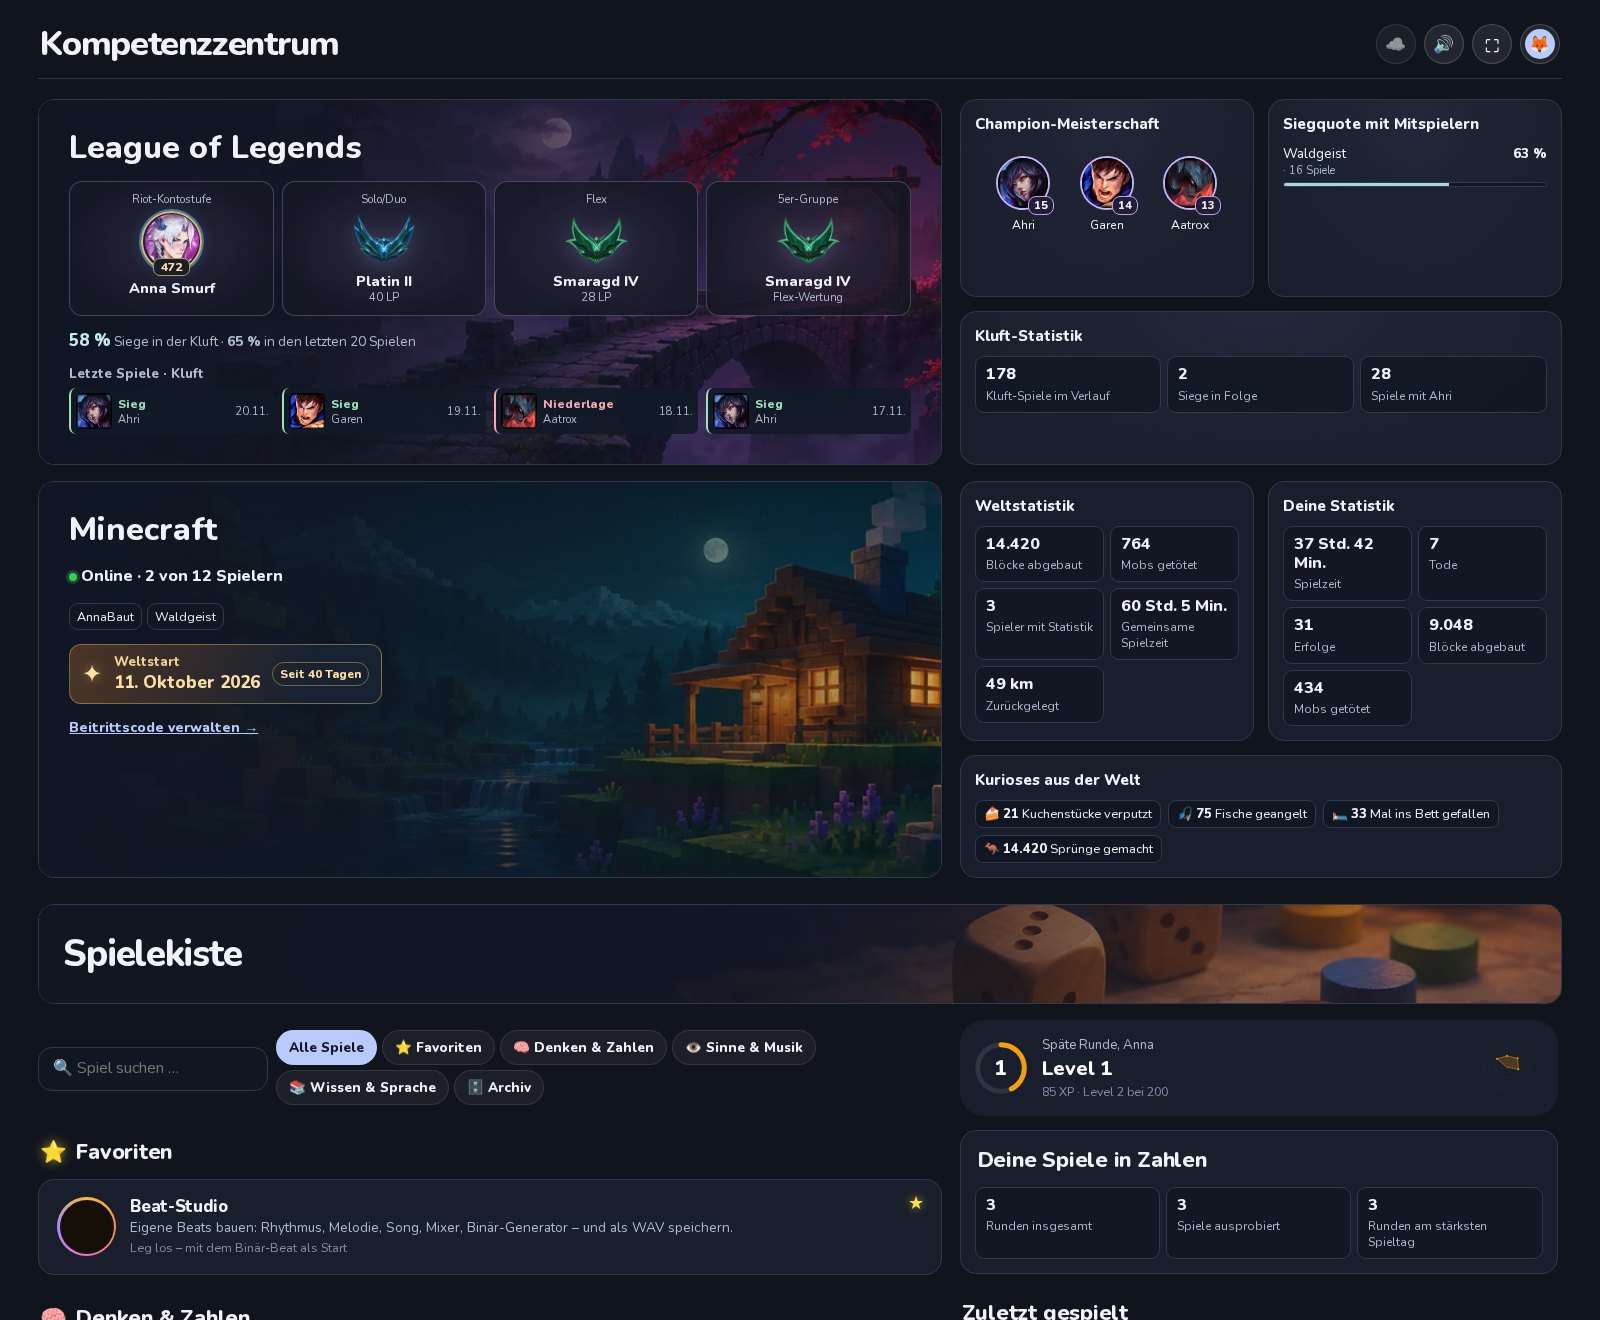 Kompetenzzentrum
League of Legends
Riot-Kontostufe
472
Anna Smurf
Solo/Duo
Platin II
40 LP
Flex
Smaragd IV
28 LP
5er-Gruppe
Smaragd IV
Flex-Wertung
58 % Siege in der Kluft · 65 % in den letzten 20 Spielen
Letzte Spiele · Kluft
Sieg
Ahri
20.11.
Sieg
Garen
19.11.
Niederlage
Aatrox
18.11.
Sieg
Ahri
17.11.
Champion-Meisterschaft
15
Ahri
14
Garen
13
Aatrox
Siegquote mit Mitspielern
Waldgeist 63 %
· 16 Spiele
Kluft-Statistik
178
Kluft-Spiele im Verlauf
2
Siege in Folge
28
Spiele mit Ahri
Minecraft
Online · 2 von 12 Spielern
AnnaBaut Waldgeist
Weltstart
11. Oktober 2026
Seit 40 Tagen
Beitrittscode verwalten →
Weltstatistik
14.420
Blöcke abgebaut
764
Mobs getötet
3
Spieler mit Statistik
60 Std. 5 Min.
Gemeinsame
Spielzeit
49 km
Zurückgelegt
Deine Statistik
37 Std. 42
Min.
Spielzeit
7
Tode
31
Erfolge
9.048
Blöcke abgebaut
434
Mobs getötet
Kurioses aus der Welt
🍰 21 Kuchenstücke verputzt
🎣 75 Fische geangelt
🛏️ 33 Mal ins Bett gefallen
🦘 14.420 Sprünge gemacht
Spielekiste
🔍 Spiel suchen …
Alle Spiele
⭐ Favoriten
🧠 Denken & Zahlen
👁️ Sinne & Musik
📚 Wissen & Sprache
🗄️ Archiv
1
Späte Runde, Anna
Level 1
85 XP · Level 2 bei 200
⭐ Favoriten
Beat-Studio
Eigene Beats bauen: Rhythmus, Melodie, Song, Mixer, Binär-Generator – und als WAV speichern.
Leg los – mit dem Binär-Beat als Start
Deine Spiele in Zahlen
3
Runden insgesamt
3
Spiele ausprobiert
3
Runden am stärksten
Spieltag
🧠 Denken & Zahlen
Zuletzt gespielt